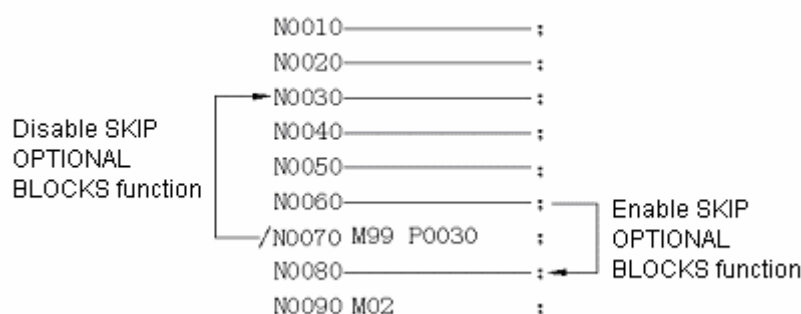 N0010 ;
N0020 ;
N0030 ;
Disable SKIP
OPTIONAL
BLOCKS function
N0040 ;
N0050 ;
N0060 ;
Enable SKIP
OPTIONAL
BLOCKS function
/N0070 M99 P0030 ;
N0080 ;
N0090 M02 ;